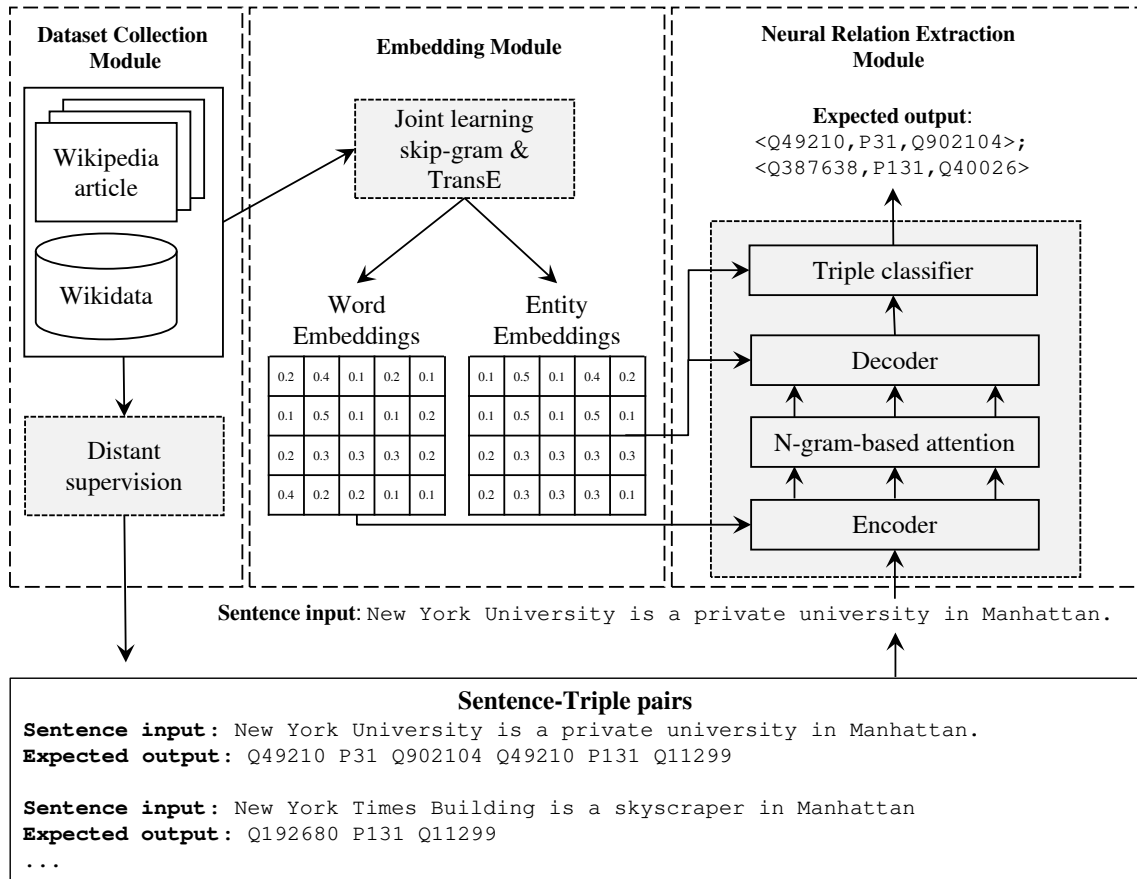 Dataset Collection
Module
Wikipedia
article
Wikidata
Distant
supervision
Embedding Module
Joint learning
skip-gram &
TransE
Word
Embeddings
0.2 0.4 0.1 0.2 0.1
0.1 0.5 0.1 0.1 0.2
0.2 0.3 0.3 0.3 0.2
0.4 0.2 0.2 0.1 0.1
Entity
Embeddings
0.1 0.5 0.1 0.4 0.2
0.1 0.5 0.1 0.5 0.1
0.2 0.3 0.3 0.3 0.3
0.2 0.3 0.3 0.3 0.1
Neural Relation Extraction
Module
Expected output:
<Q49210,P31,Q902104>;
<Q387638,P131,Q40026>
Triple classifier
Decoder
N-gram-based attention
Encoder
Sentence input: New York University is a private university in Manhattan.
Sentence-Triple pairs
Sentence input: New York University is a private university in Manhattan.
Expected output: Q49210 P31 Q902104 Q49210 P131 Q11299
Sentence input: New York Times Building is a skyscraper in Manhattan
Expected output: Q192680 P131 Q11299
...